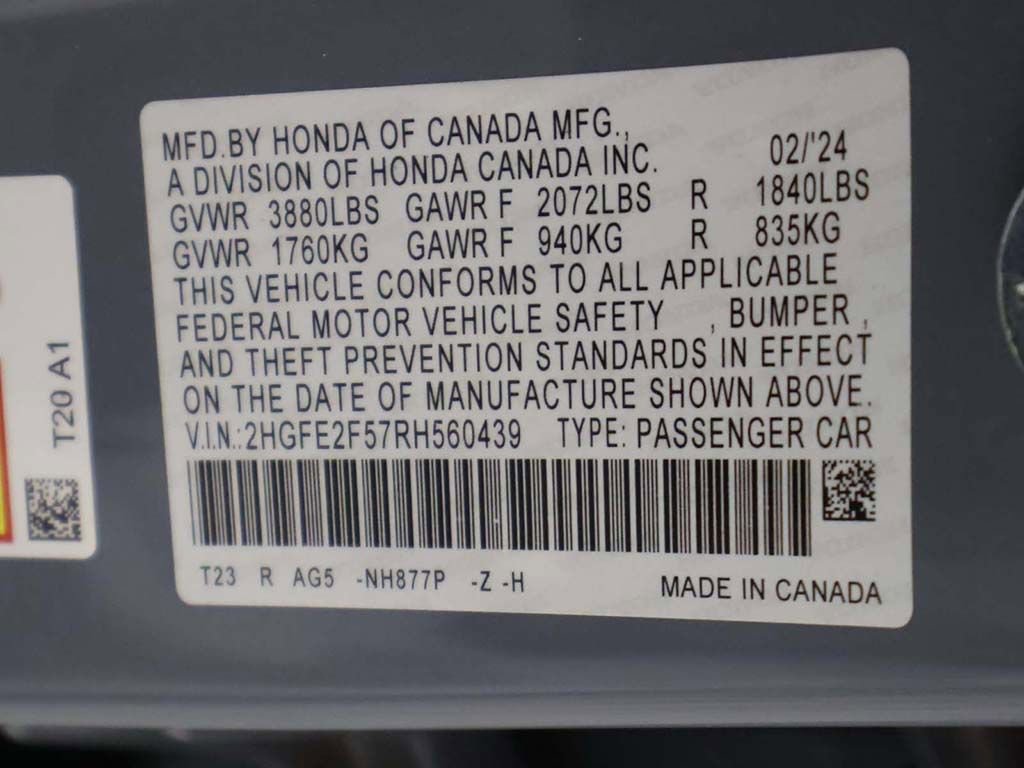 MFD.BY HONDA OF CANADA MFG.,
A DIVISION OF HONDA CANADA INC. 02/'24
GVWR 3880LBS GAWR F 2072LBS R 1840LBS
GVWR 1760KG GAWR F 940KG R 835KG
THIS VEHICLE CONFORMS TO ALL APPLICABLE
FEDERAL MOTOR VEHICLE SAFETY , BUMPER ,
AND THEFT PREVENTION STANDARDS IN EFFECT
ON THE DATE OF MANUFACTURE SHOWN ABOVE.
V.I.N.:2HGFE2F57RH560439 TYPE: PASSENGER CAR
T23 R AG5 -NH877P -Z -H
MADE IN CANADA
T20 A1